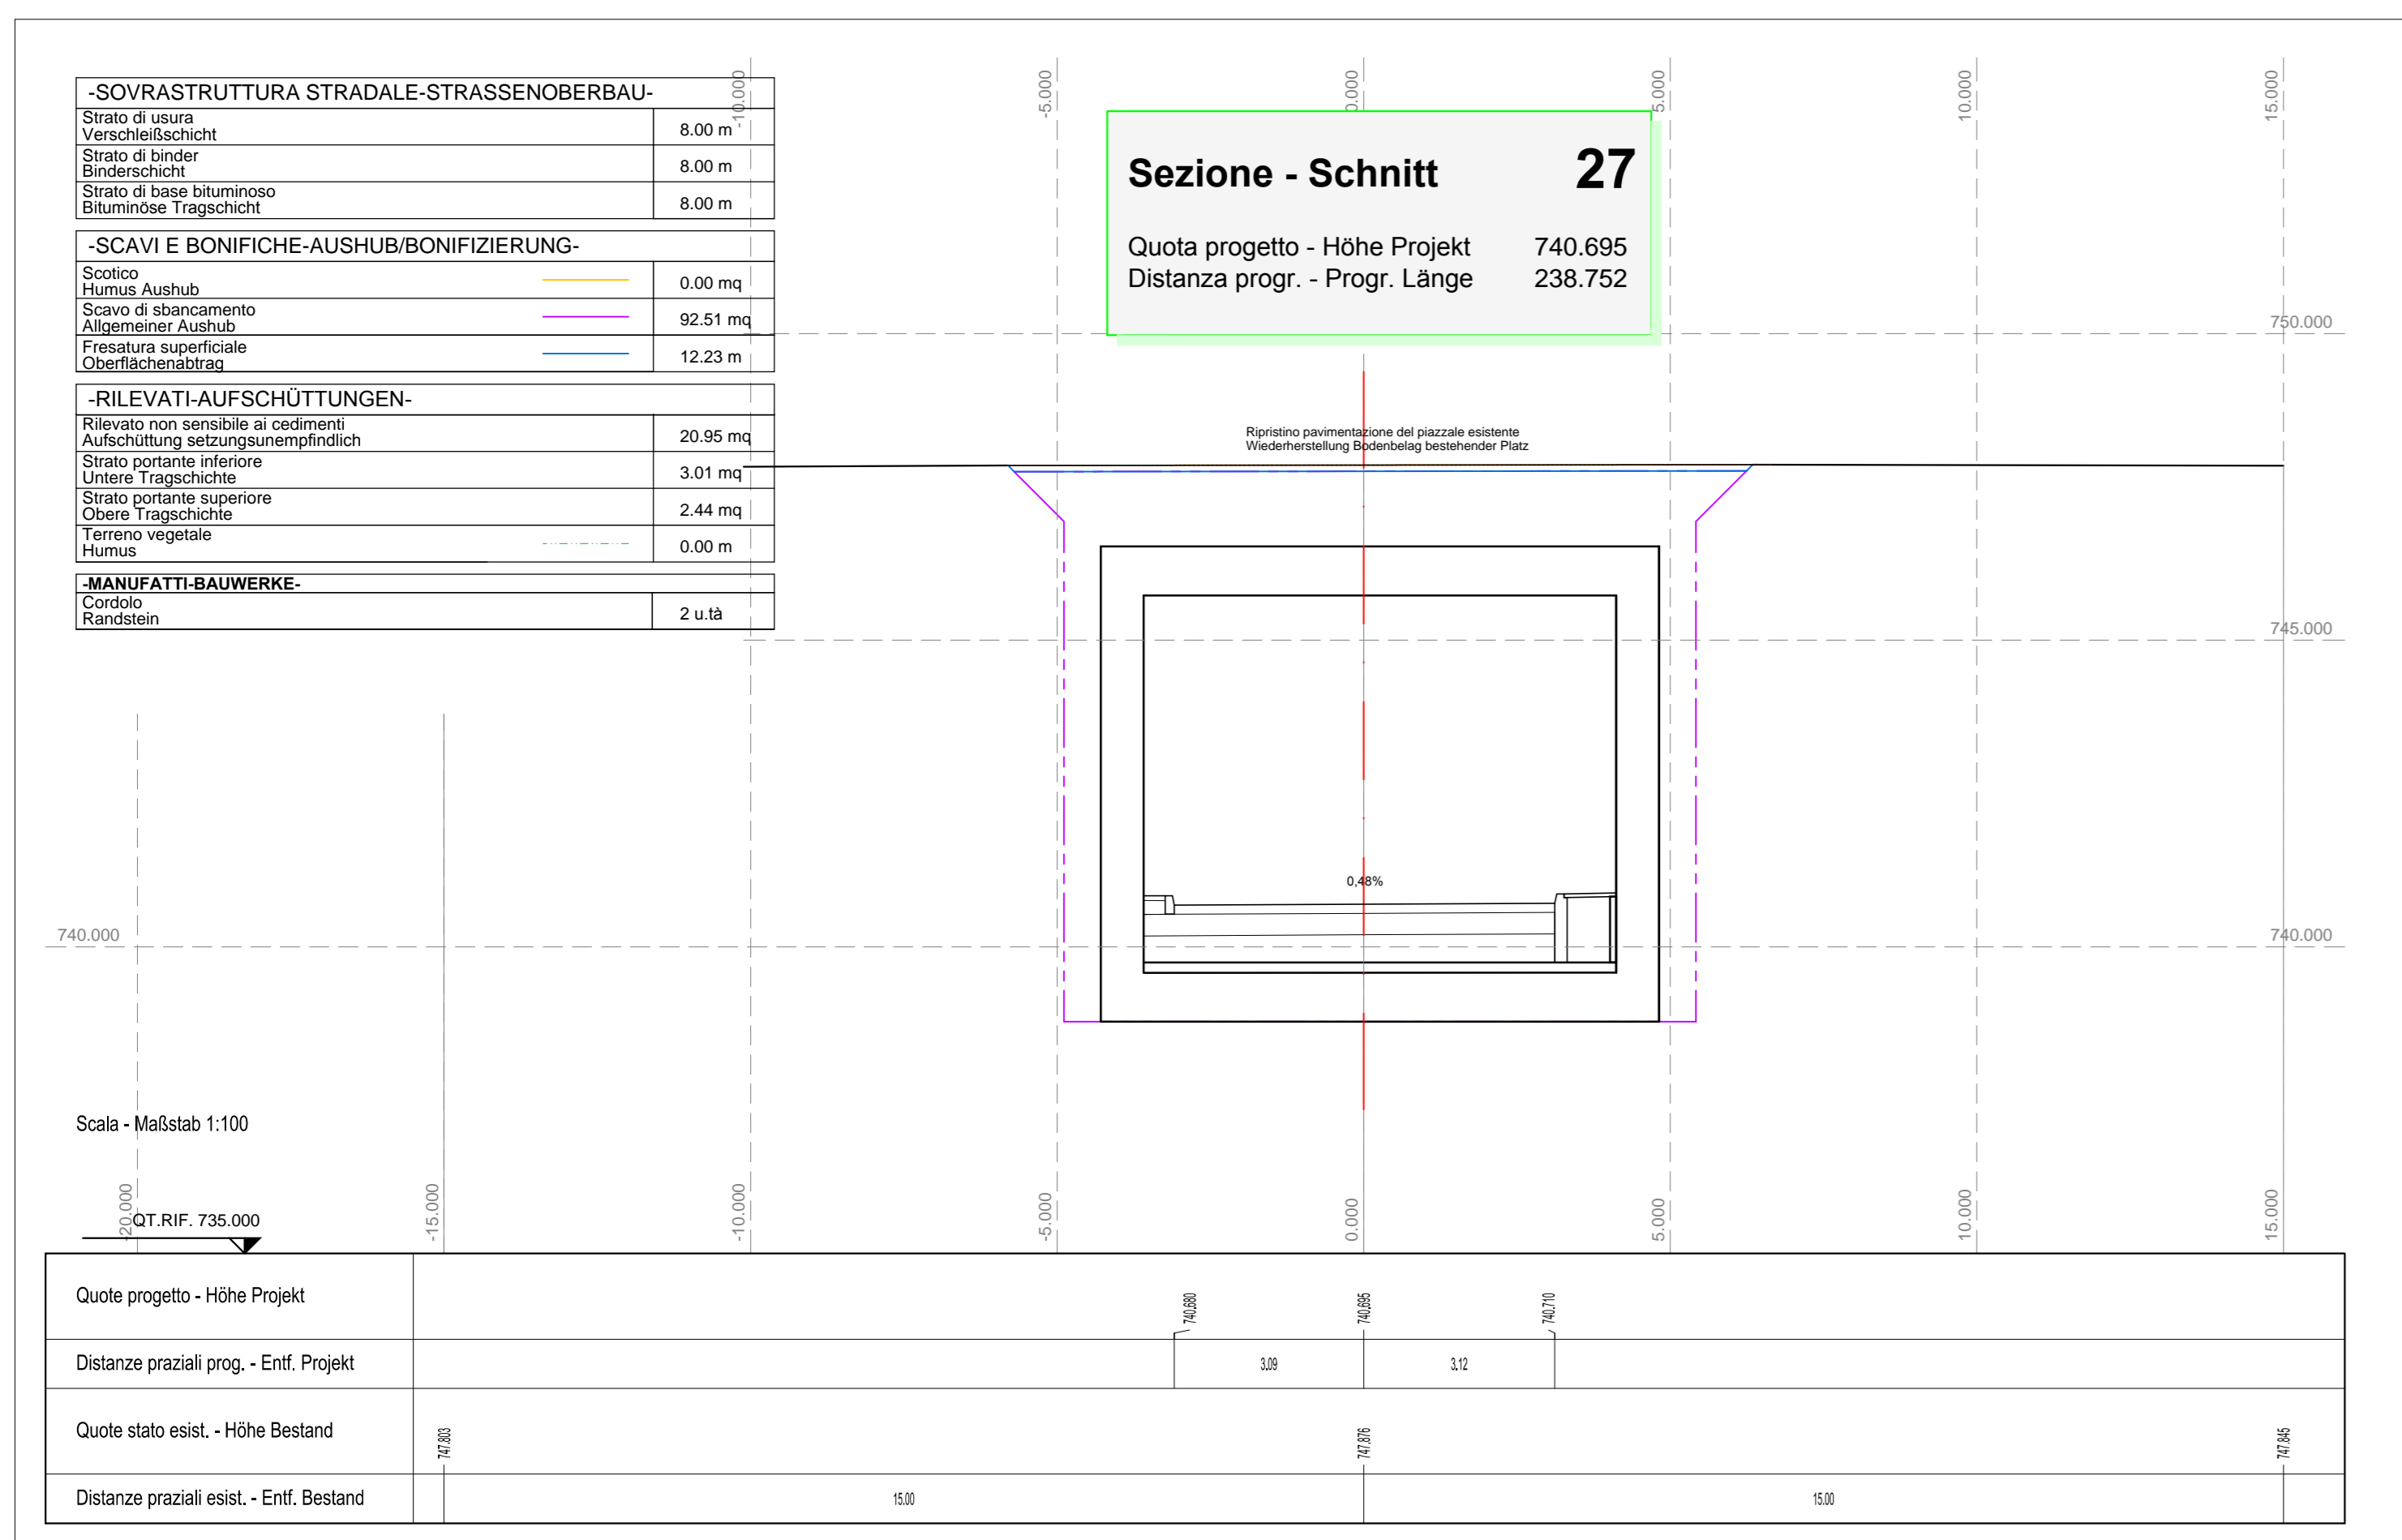 -10.000
-5.000
0.000
5.000
10.000
15.000
-SOVRASTRUTTURA STRADALE-STRASSENOBERBAU-
Strato di usura
Verschleißschicht
8.00 m
Strato di binder
Binderschicht
8.00 m
Strato di base bituminoso
Bituminöse Tragschicht
8.00 m
-SCAVI E BONIFICHE-AUSHUB/BONIFIZIERUNG-
Scotico
Humus Aushub
0.00 mq
Scavo di sbancamento
Allgemeiner Aushub
92.51 mq
Fresatura superficiale
Oberflächenabtrag
12.23 m
-RILEVATI-AUFSCHÜTTUNGEN-
Rilevato non sensibile ai cedimenti
Aufschüttung setzungsunempfindlich
20.95 mq
Strato portante inferiore
Untere Tragschichte
3.01 mq
Strato portante superiore
Obere Tragschichte
2.44 mq
Terreno vegetale
Humus
0.00 m
-MANUFATTI-BAUWERKE-
Cordolo
Randstein
2 u.tà
Sezione - Schnitt 27
Quota progetto - Höhe Projekt 740.695
Distanza progr. - Progr. Länge 238.752
750.000
Ripristino pavimentazione del piazzale esistente
Wiederherstellung Bodenbelag bestehender Platz
745.000
0,48%
740.000
740.000
Scala - Maßstab 1:100
QT.RIF. 735.000
-20.000
-15.000
-10.000
-5.000
0.000
5.000
10.000
15.000
Quote progetto - Höhe Projekt
740.680
740.695
740.710
Distanze praziali prog. - Entf. Projekt
3.09
3.12
Quote stato esist. - Höhe Bestand
747.803
747.876
747.845
Distanze praziali esist. - Entf. Bestand
15.00
15.00